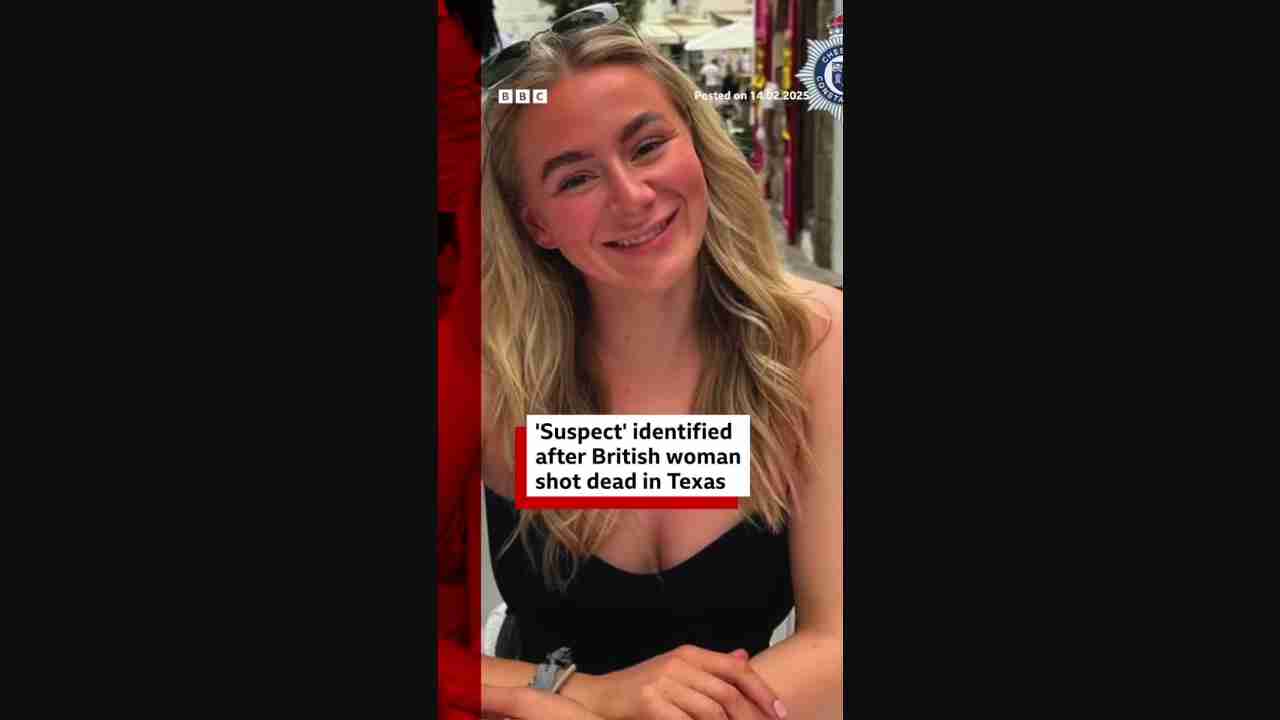 BBC
Posted on 14.02.2025
'Suspect' identified
after British woman
shot dead in Texas